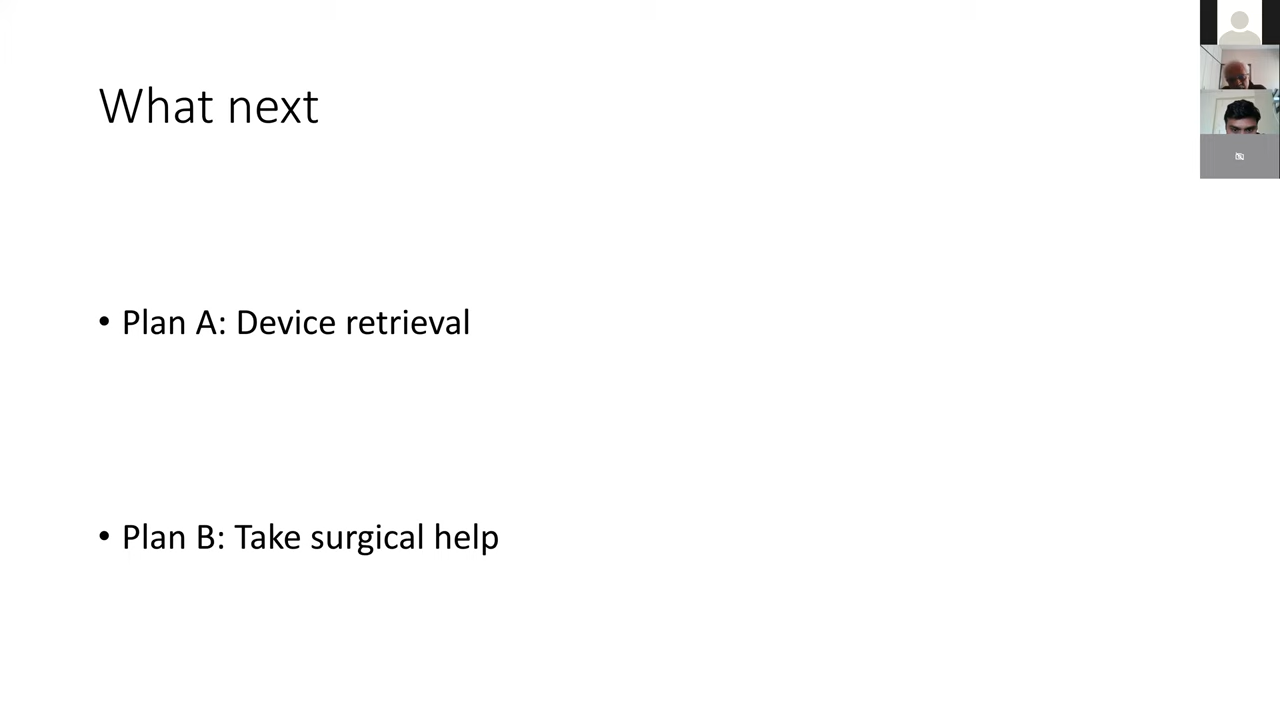 What next
• Plan A: Device retrieval
• Plan B: Take surgical help